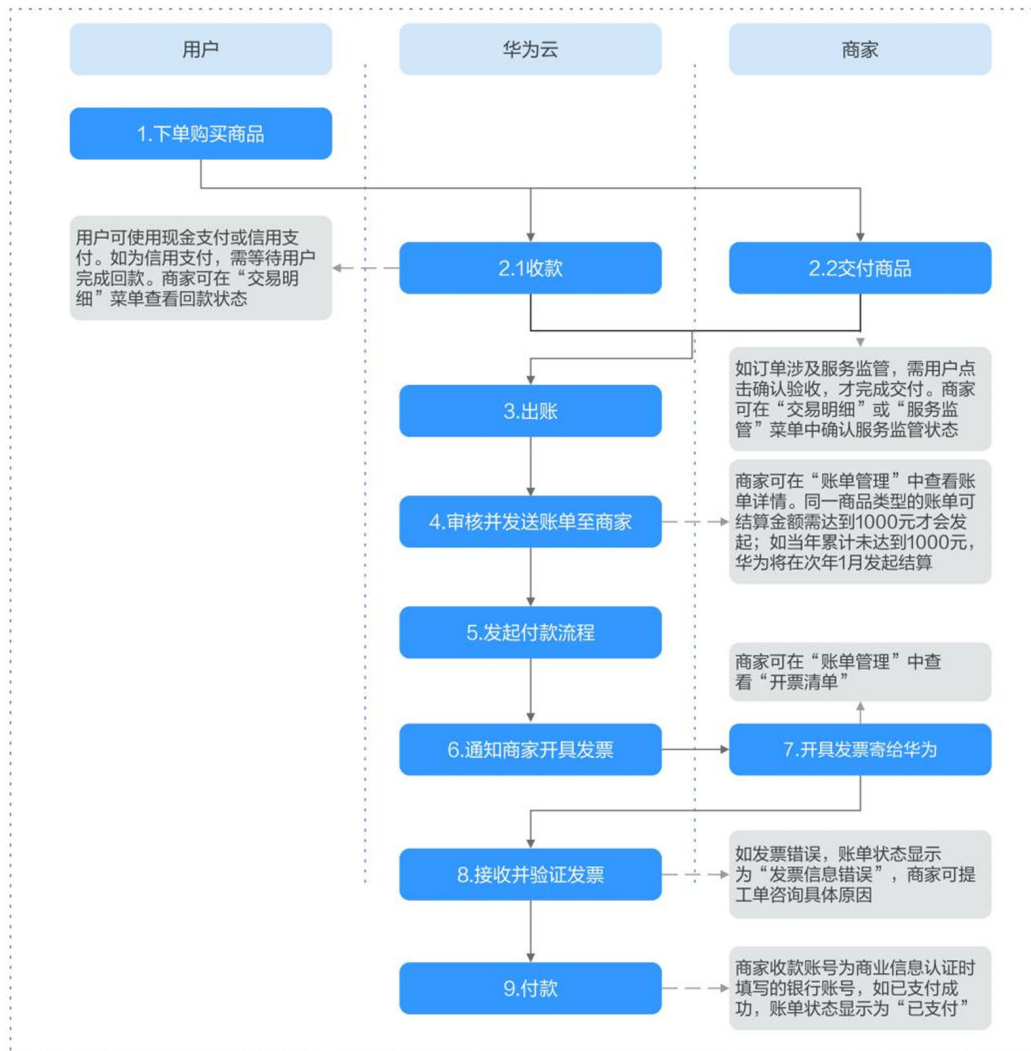 用户
华为云
商家
1.下单购买商品
用户可使用现金支付或信用支
付。如为信用支付，需等待用户
完成回款。商家可在“交易明
细”菜单查看回款状态
2.1收款
2.2交付商品
如订单涉及服务监管，需用户点
击确认验收，才完成交付。商家
可在“交易明细”或“服务监
管”菜单中确认服务监管状态
3.出账
商家可在“账单管理”中查看账
单详情。同一商品类型的账单可
结算金额需达到1000元才会发
起；如当年累计未达到1000元，
华为将在次年1月发起结算
4.审核并发送账单至商家
5.发起付款流程
商家可在“账单管理”中查
看“开票清单”
6.通知商家开具发票
7.开具发票寄给华为
8.接收并验证发票
如发票错误，账单状态显示
为“发票信息错误”，商家可提
工单咨询具体原因
9.付款
商家收款账号为商业信息认证时
填写的银行账号，如已支付成
功，账单状态显示为“已支付”